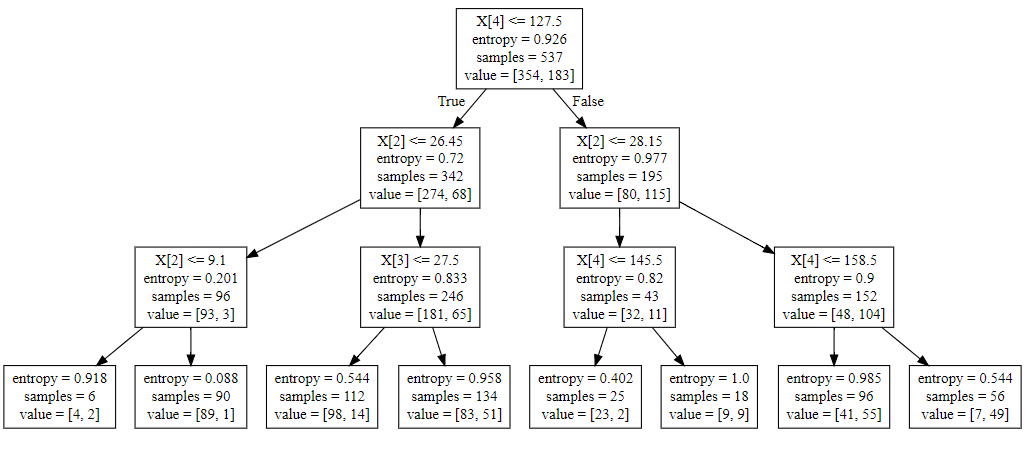 X[4] <= 127.5
entropy = 0.926
samples = 537
value = [354, 183]
True
False
X[2] <= 26.45
entropy = 0.72
samples = 342
value = [274, 68]
X[2] <= 28.15
entropy = 0.977
samples = 195
value = [80, 115]
X[2] <= 9.1
entropy = 0.201
samples = 96
value = [93, 3]
X[3] <= 27.5
entropy = 0.833
samples = 246
value = [181, 65]
X[4] <= 145.5
entropy = 0.82
samples = 43
value = [32, 11]
X[4] <= 158.5
entropy = 0.9
samples = 152
value = [48, 104]
entropy = 0.918
samples = 6
value = [4, 2]
entropy = 0.088
samples = 90
value = [89, 1]
entropy = 0.544
samples = 112
value = [98, 14]
entropy = 0.958
samples = 134
value = [83, 51]
entropy = 0.402
samples = 25
value = [23, 2]
entropy = 1.0
samples = 18
value = [9, 9]
entropy = 0.985
samples = 96
value = [41, 55]
entropy = 0.544
samples = 56
value = [7, 49]